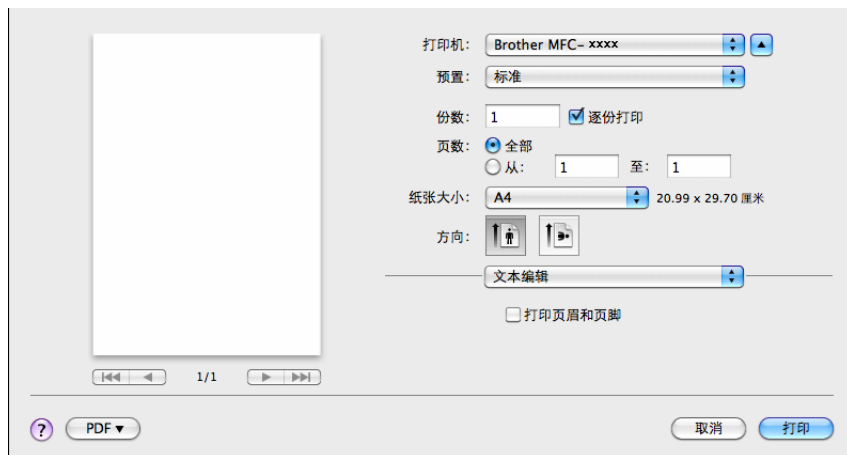 打印机: Brother MFC- xxxx
预置: 标准
份数: 1 逐份打印
页数: 全部
从: 1 至: 1
纸张大小: A4 20.99 x 29.70 厘米
方向:
文本编辑
打印页眉和页脚
1/1
? PDF ▼ 取消 打印